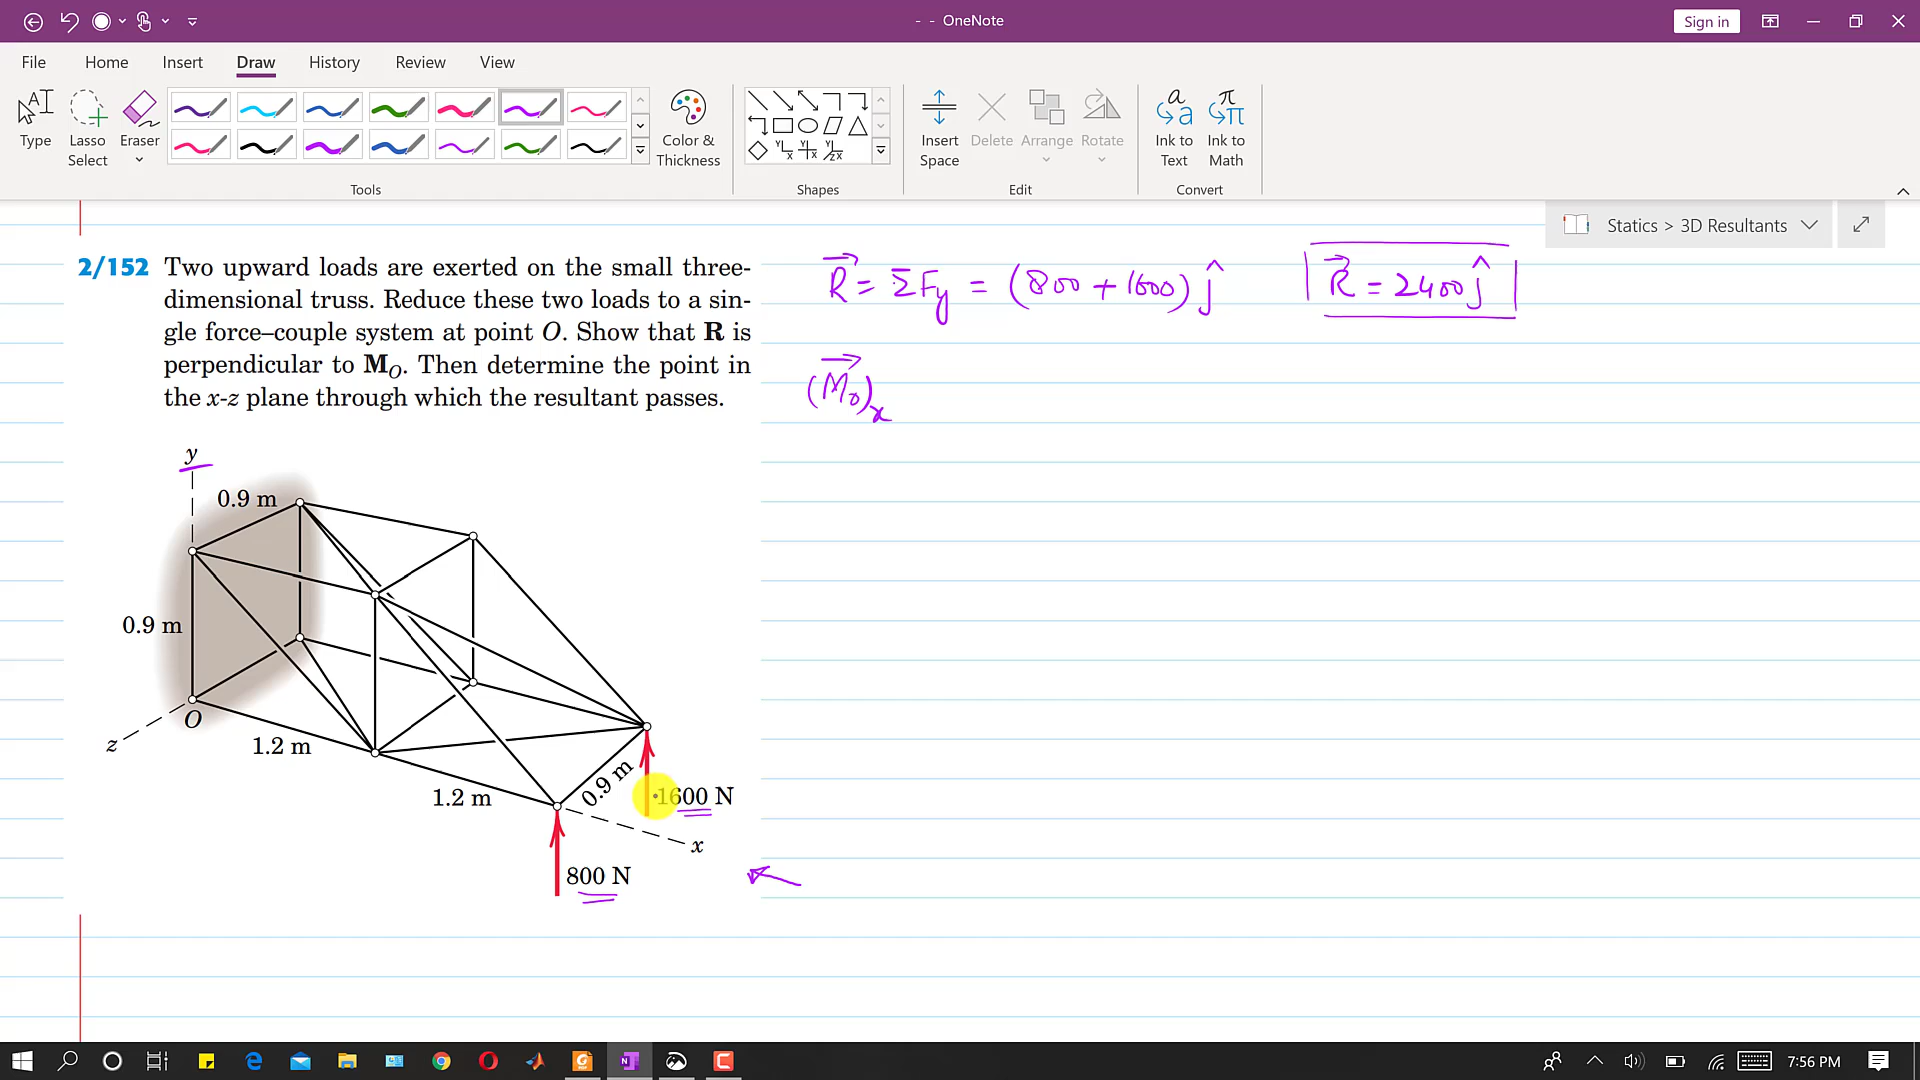 - - OneNote
Sign in
File Home Insert Draw History Review View
Type
Lasso Select
Eraser
Color & Thickness
Insert Space
Delete
Arrange
Rotate
Ink to Text
Ink to Math
Tools
Shapes
Edit
Convert
Statics > 3D Resultants
2/152 Two upward loads are exerted on the small three-
dimensional truss. Reduce these two loads to a sin-
gle force–couple system at point O. Show that R is
perpendicular to M_O. Then determine the point in
the x-z plane through which the resultant passes.
R⃗ = ΣFy = (800 + 1600) ĵ
R⃗ = 2400 ĵ
(M⃗o)x
y
0.9 m
0.9 m
O
z
1.2 m
1.2 m
0.9 m
1600 N
x
800 N
7:56 PM